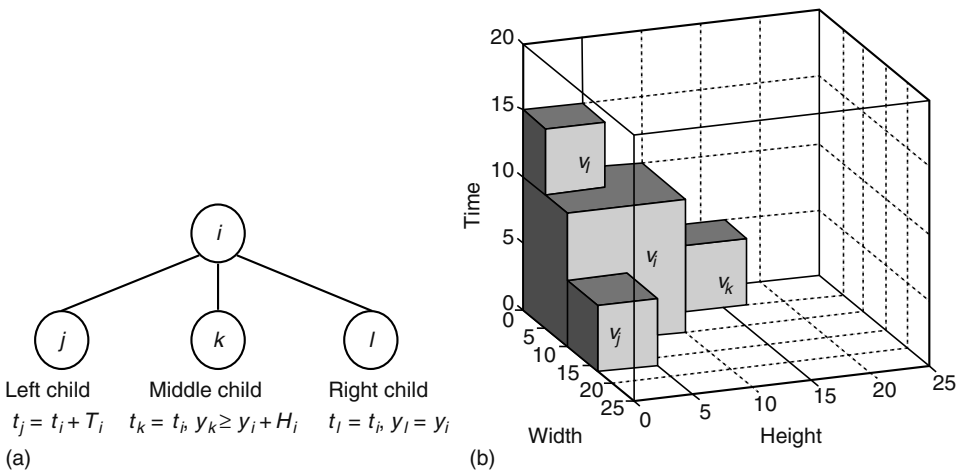 i
j
k
l
Left child
Middle child
Right child
t_j = t_i + T_i
t_k = t_i, y_k ≥ y_i + H_i
t_l = t_i, y_l = y_i
(a)
20
15
10
5
0
Time
0
5
10
15
20
25
Width
0
5
10
15
20
25
Height
v_l
v_i
v_k
v_j
(b)